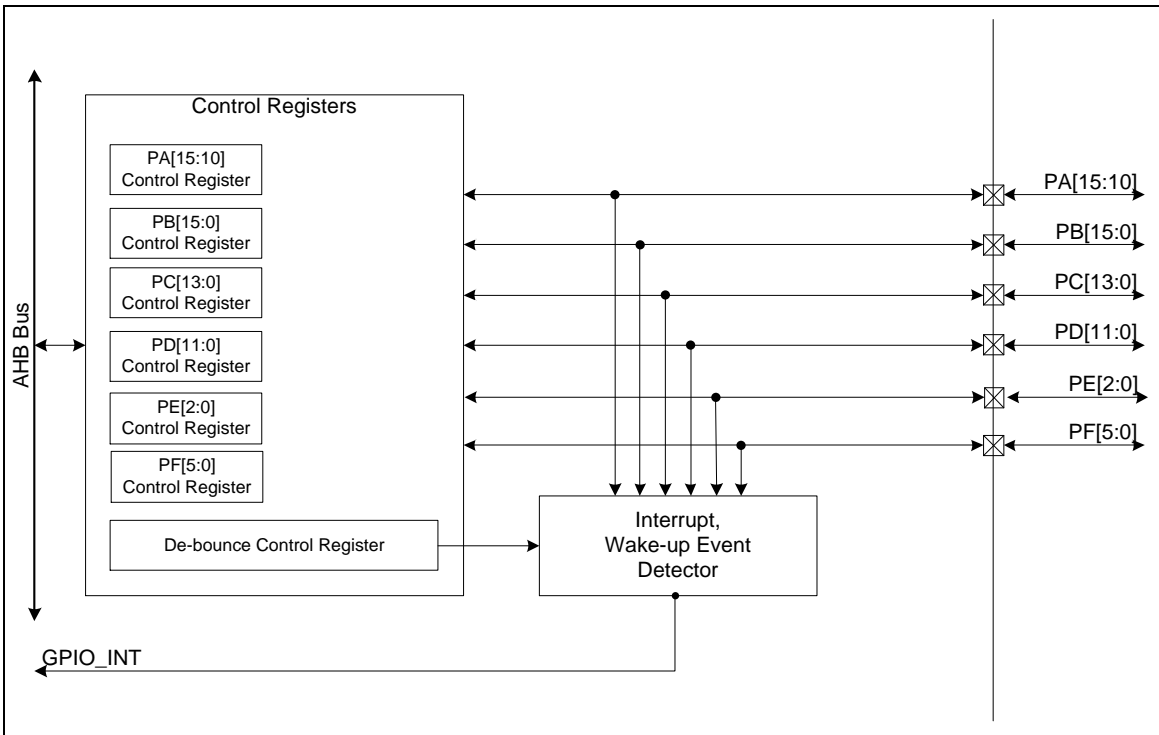 Control Registers
PA[15:10]
Control Register
PB[15:0]
Control Register
PC[13:0]
Control Register
PD[11:0]
Control Register
PE[2:0]
Control Register
PF[5:0]
Control Register
De-bounce Control Register
AHB Bus
Interrupt,
Wake-up Event
Detector
GPIO_INT
PA[15:10]
PB[15:0]
PC[13:0]
PD[11:0]
PE[2:0]
PF[5:0]